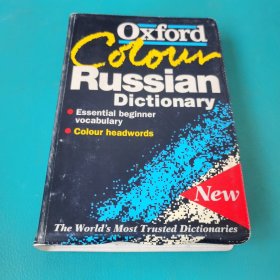 Oxford
Colour
Russian
Dictionary
• Essential beginner
vocabulary
• Colour headwords
New
The World's Most Trusted Dictionaries